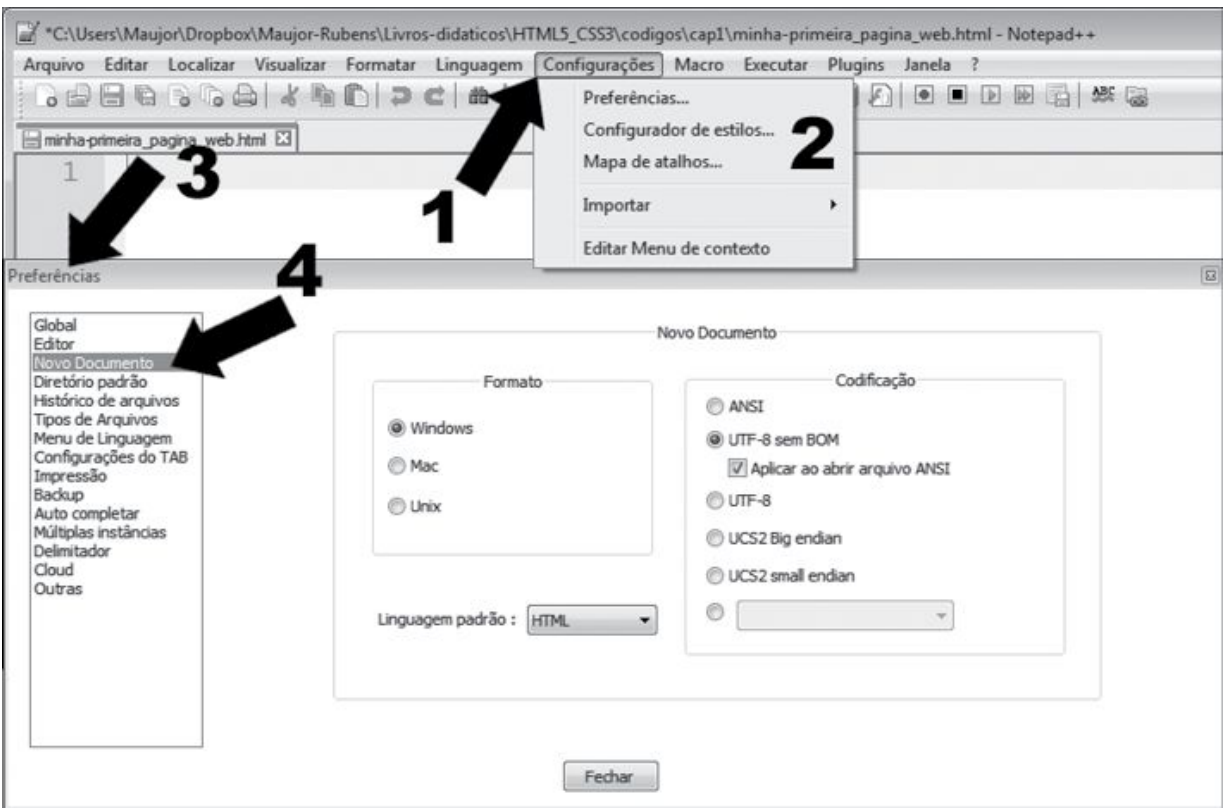 *C:\Users\Maujor\Dropbox\Maujor-Rubens\Livros-didaticos\HTML5_CSS3\codigos\cap1\minha-primeira_pagina_web.html - Notepad++
Arquivo Editar Localizar Visualizar Formatar Linguagem Configurações Macro Executar Plugins Janela ?
ABC
Preferências...
Configurador de estilos...
2
Mapa de atalhos...
Importar
Editar Menu de contexto
minha-primeira_pagina_web.html
1
3
1
Preferências
4
Global
Editor
Novo Documento
Diretório padrão
Histórico de arquivos
Tipos de Arquivos
Menu de Linguagem
Configurações do TAB
Impressão
Backup
Auto completar
Múltiplas instâncias
Delimitador
Cloud
Outras
Novo Documento
Formato
Windows
Mac
Unix
Linguagem padrão : HTML
Codificação
ANSI
UTF-8 sem BOM
Aplicar ao abrir arquivo ANSI
UTF-8
UCS2 Big endian
UCS2 small endian
Fechar